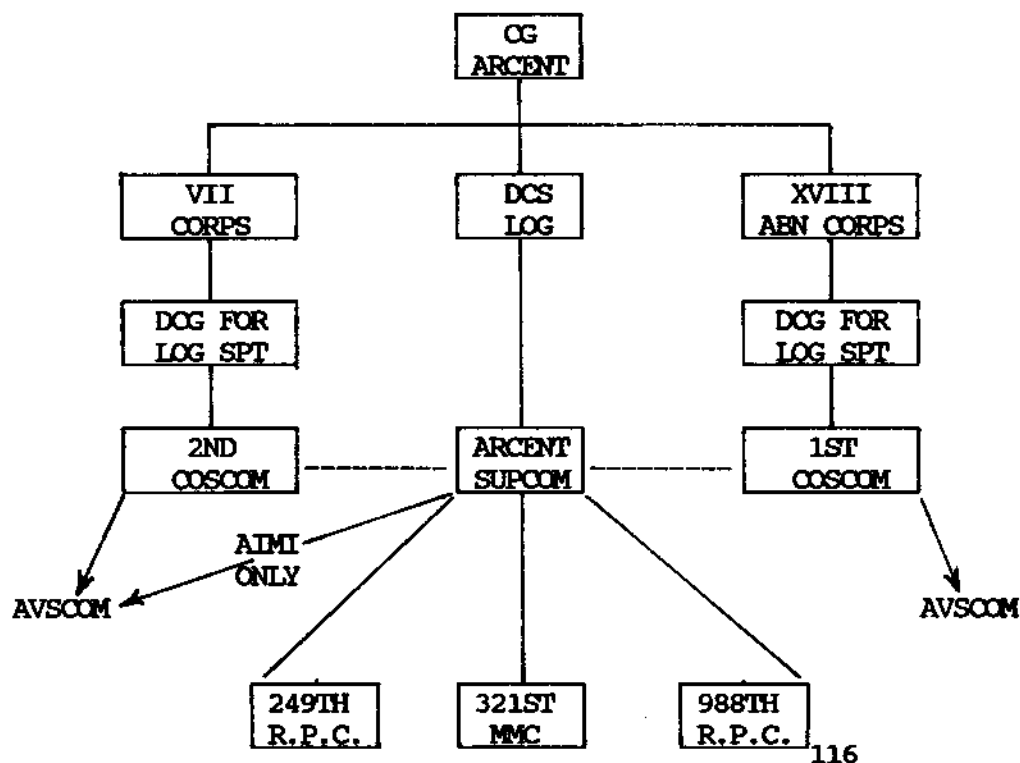 CG
ARCENT
VII
CORPS
DCS
LOG
XVIII
ABN CORPS
DCG FOR
LOG SPT
DCG FOR
LOG SPT
2ND
COSCOM
ARCENT
SUPCOM
1ST
COSCOM
AIMI
ONLY
AVSCOM
AVSCOM
249TH
R.P.C.
321ST
MMC
988TH
R.P.C.
116